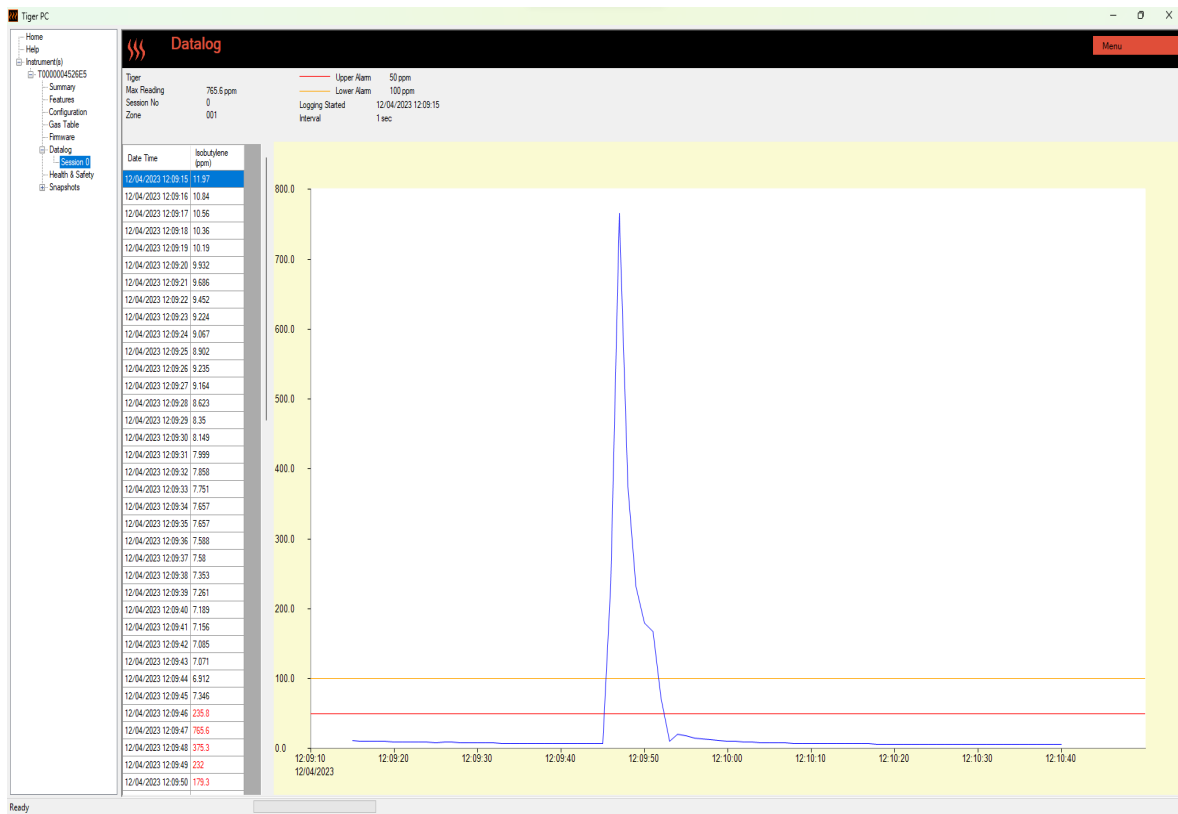 Tiger PC
Home
Help
Instrument(s)
T0000004526E5
Summary
Features
Configuration
Gas Table
Firmware
Datalog
Session 0
Health & Safety
Snapshots
Datalog
Menu
Tiger
Max Reading 765.6 ppm
Session No 0
Zone 001
Upper Alarm 50 ppm
Lower Alarm 100 ppm
Logging Started 12/04/2023 12:09:15
Interval 1 sec
Date Time Isobutylene (ppm)
12/04/2023 12:09:15 11.97
12/04/2023 12:09:16 10.84
12/04/2023 12:09:17 10.56
12/04/2023 12:09:18 10.36
12/04/2023 12:09:19 10.19
12/04/2023 12:09:20 9.932
12/04/2023 12:09:21 9.686
12/04/2023 12:09:22 9.452
12/04/2023 12:09:23 9.224
12/04/2023 12:09:24 9.067
12/04/2023 12:09:25 8.902
12/04/2023 12:09:26 9.235
12/04/2023 12:09:27 9.164
12/04/2023 12:09:28 8.623
12/04/2023 12:09:29 8.35
12/04/2023 12:09:30 8.149
12/04/2023 12:09:31 7.999
12/04/2023 12:09:32 7.858
12/04/2023 12:09:33 7.751
12/04/2023 12:09:34 7.657
12/04/2023 12:09:35 7.657
12/04/2023 12:09:36 7.588
12/04/2023 12:09:37 7.58
12/04/2023 12:09:38 7.353
12/04/2023 12:09:39 7.261
12/04/2023 12:09:40 7.189
12/04/2023 12:09:41 7.156
12/04/2023 12:09:42 7.085
12/04/2023 12:09:43 7.071
12/04/2023 12:09:44 6.912
12/04/2023 12:09:45 7.346
12/04/2023 12:09:46 235.8
12/04/2023 12:09:47 765.6
12/04/2023 12:09:48 375.3
12/04/2023 12:09:49 232
12/04/2023 12:09:50 179.3
800.0
700.0
600.0
500.0
400.0
300.0
200.0
100.0
0.0
12:09:10 12:09:20 12:09:30 12:09:40 12:09:50 12:10:00 12:10:10 12:10:20 12:10:30 12:10:40
12/04/2023
Ready